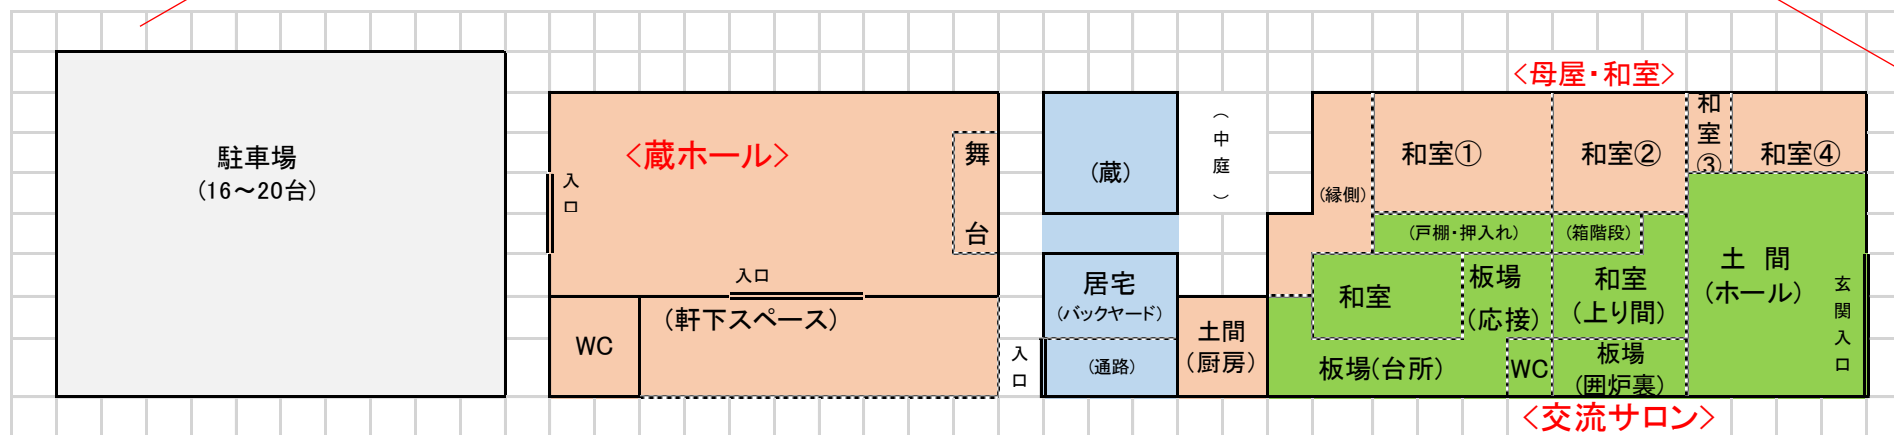 駐車場
(16～20台)
<蔵ホール>
舞
台
入
口
入口
(軒下スペース)
WC
(蔵)
(中庭)
居宅
(バックヤード)
(通路)
入
口
土間
(厨房)
<母屋・和室>
(縁側)
和室①
和室②
和
室
③
和室④
(戸棚・押入れ)
(箱階段)
和室
板場
(応接)
和室
(上り間)
土 間
(ホール)
玄
関
入
口
板場(台所)
WC
板場
(囲炉裏)
<交流サロン>